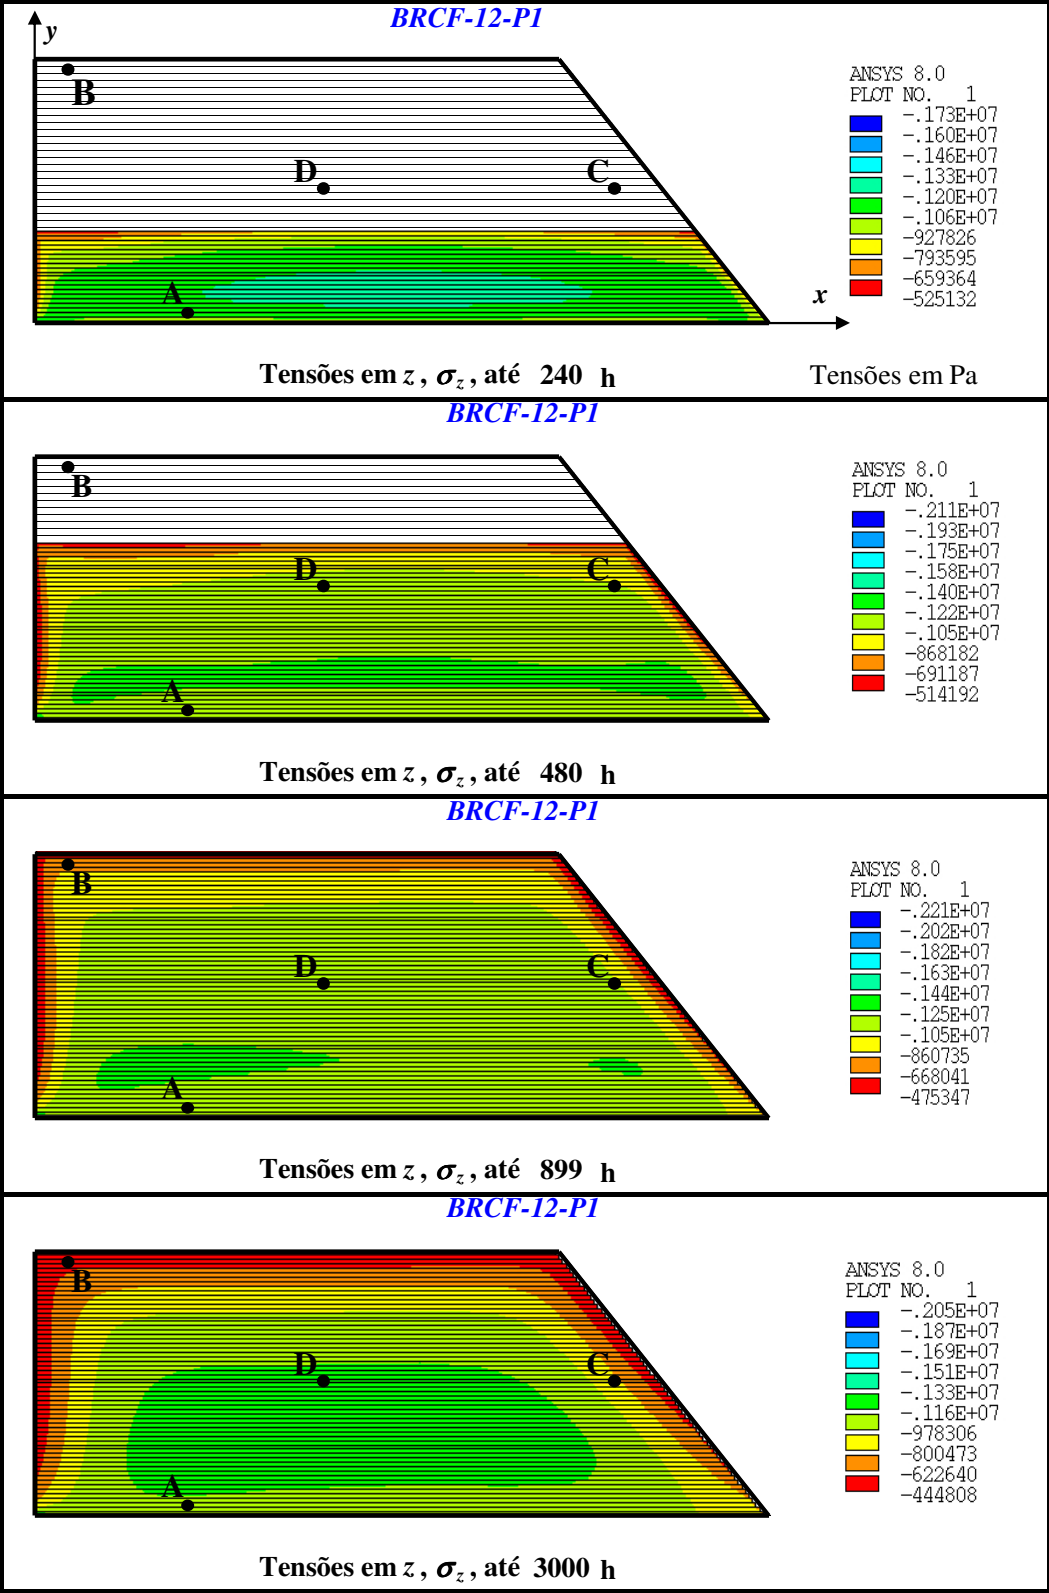 BRCF-12-P1
y
B
D
C
A
x
ANSYS 8.0
PLOT NO. 1
-.173E+07
-.160E+07
-.146E+07
-.133E+07
-.120E+07
-.106E+07
-927826
-793595
-659364
-525132
Tensões em z , σz , até 240 h
Tensões em Pa
BRCF-12-P1
B
D
C
A
ANSYS 8.0
PLOT NO. 1
-.211E+07
-.193E+07
-.175E+07
-.158E+07
-.140E+07
-.122E+07
-.105E+07
-868182
-691187
-514192
Tensões em z , σz , até 480 h
BRCF-12-P1
B
D
C
A
ANSYS 8.0
PLOT NO. 1
-.221E+07
-.202E+07
-.182E+07
-.163E+07
-.144E+07
-.125E+07
-.105E+07
-860735
-668041
-475347
Tensões em z , σz , até 899 h
BRCF-12-P1
B
D
C
A
ANSYS 8.0
PLOT NO. 1
-.205E+07
-.187E+07
-.169E+07
-.151E+07
-.133E+07
-.116E+07
-978306
-800473
-622640
-444808
Tensões em z , σz , até 3000 h